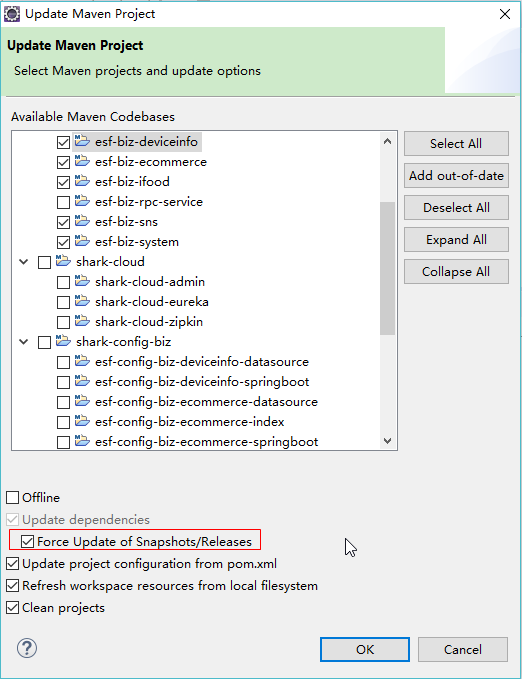 Update Maven Project
Update Maven Project
Select Maven projects and update options
Available Maven Codebases
esf-biz-deviceinfo
esf-biz-ecommerce
esf-biz-ifood
esf-biz-rpc-service
esf-biz-sns
esf-biz-system
shark-cloud
shark-cloud-admin
shark-cloud-eureka
shark-cloud-zipkin
shark-config-biz
esf-config-biz-deviceinfo-datasource
esf-config-biz-deviceinfo-springboot
esf-config-biz-ecommerce-datasource
esf-config-biz-ecommerce-index
esf-config-biz-ecommerce-springboot
Select All
Add out-of-date
Deselect All
Expand All
Collapse All
Offline
Update dependencies
Force Update of Snapshots/Releases
Update project configuration from pom.xml
Refresh workspace resources from local filesystem
Clean projects
?
OK
Cancel